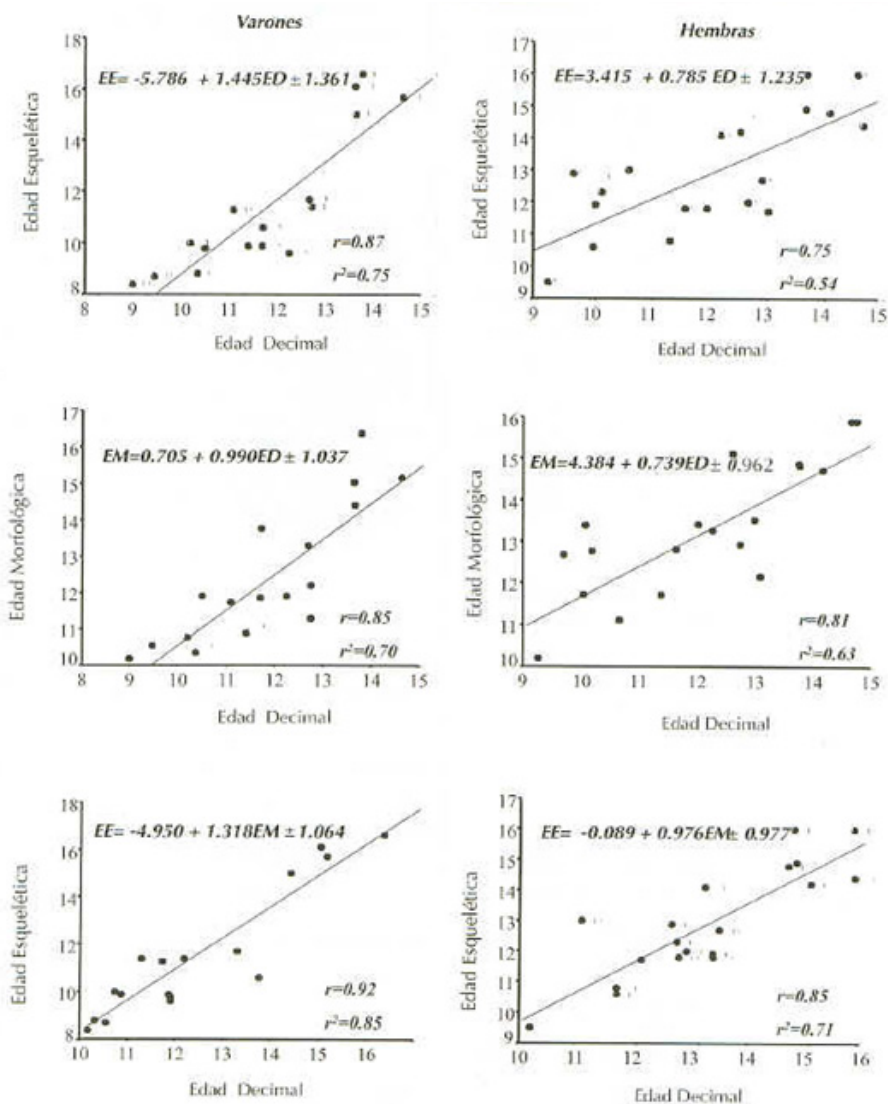 Varones
Edad Esquelética
18
16
14
12
10
8
EE= -5.786 + 1.445ED ± 1.361
r=0.87
r²=0.75
8 9 10 11 12 13 14 15
Edad Decimal
Hembras
Edad Esquelética
17
16
15
14
13
12
11
10
9
EE=3.415 + 0.785 ED ± 1.235
r=0.75
r²=0.54
9 10 11 12 13 14 15
Edad Decimal
Edad Morfológica
17
16
15
14
13
12
11
10
EM=0.705 + 0.990ED ± 1.037
r=0.85
r²=0.70
8 9 10 11 12 13 14 15
Edad Decimal
Edad Morfológica
16
15
14
13
12
11
10
EM=4.384 + 0.739ED ± 0.962
r=0.81
r²=0.63
9 10 11 12 13 14 15
Edad Decimal
Edad Esquelética
18
16
14
12
10
8
EE= -4.950 + 1.318EM ± 1.064
r=0.92
r²=0.85
10 11 12 13 14 15 16
Edad Decimal
Edad Esquelética
17
16
15
14
13
12
11
10
9
EE= -0.089 + 0.976EM± 0.977
r=0.85
r²=0.71
10 11 12 13 14 15 16
Edad Decimal